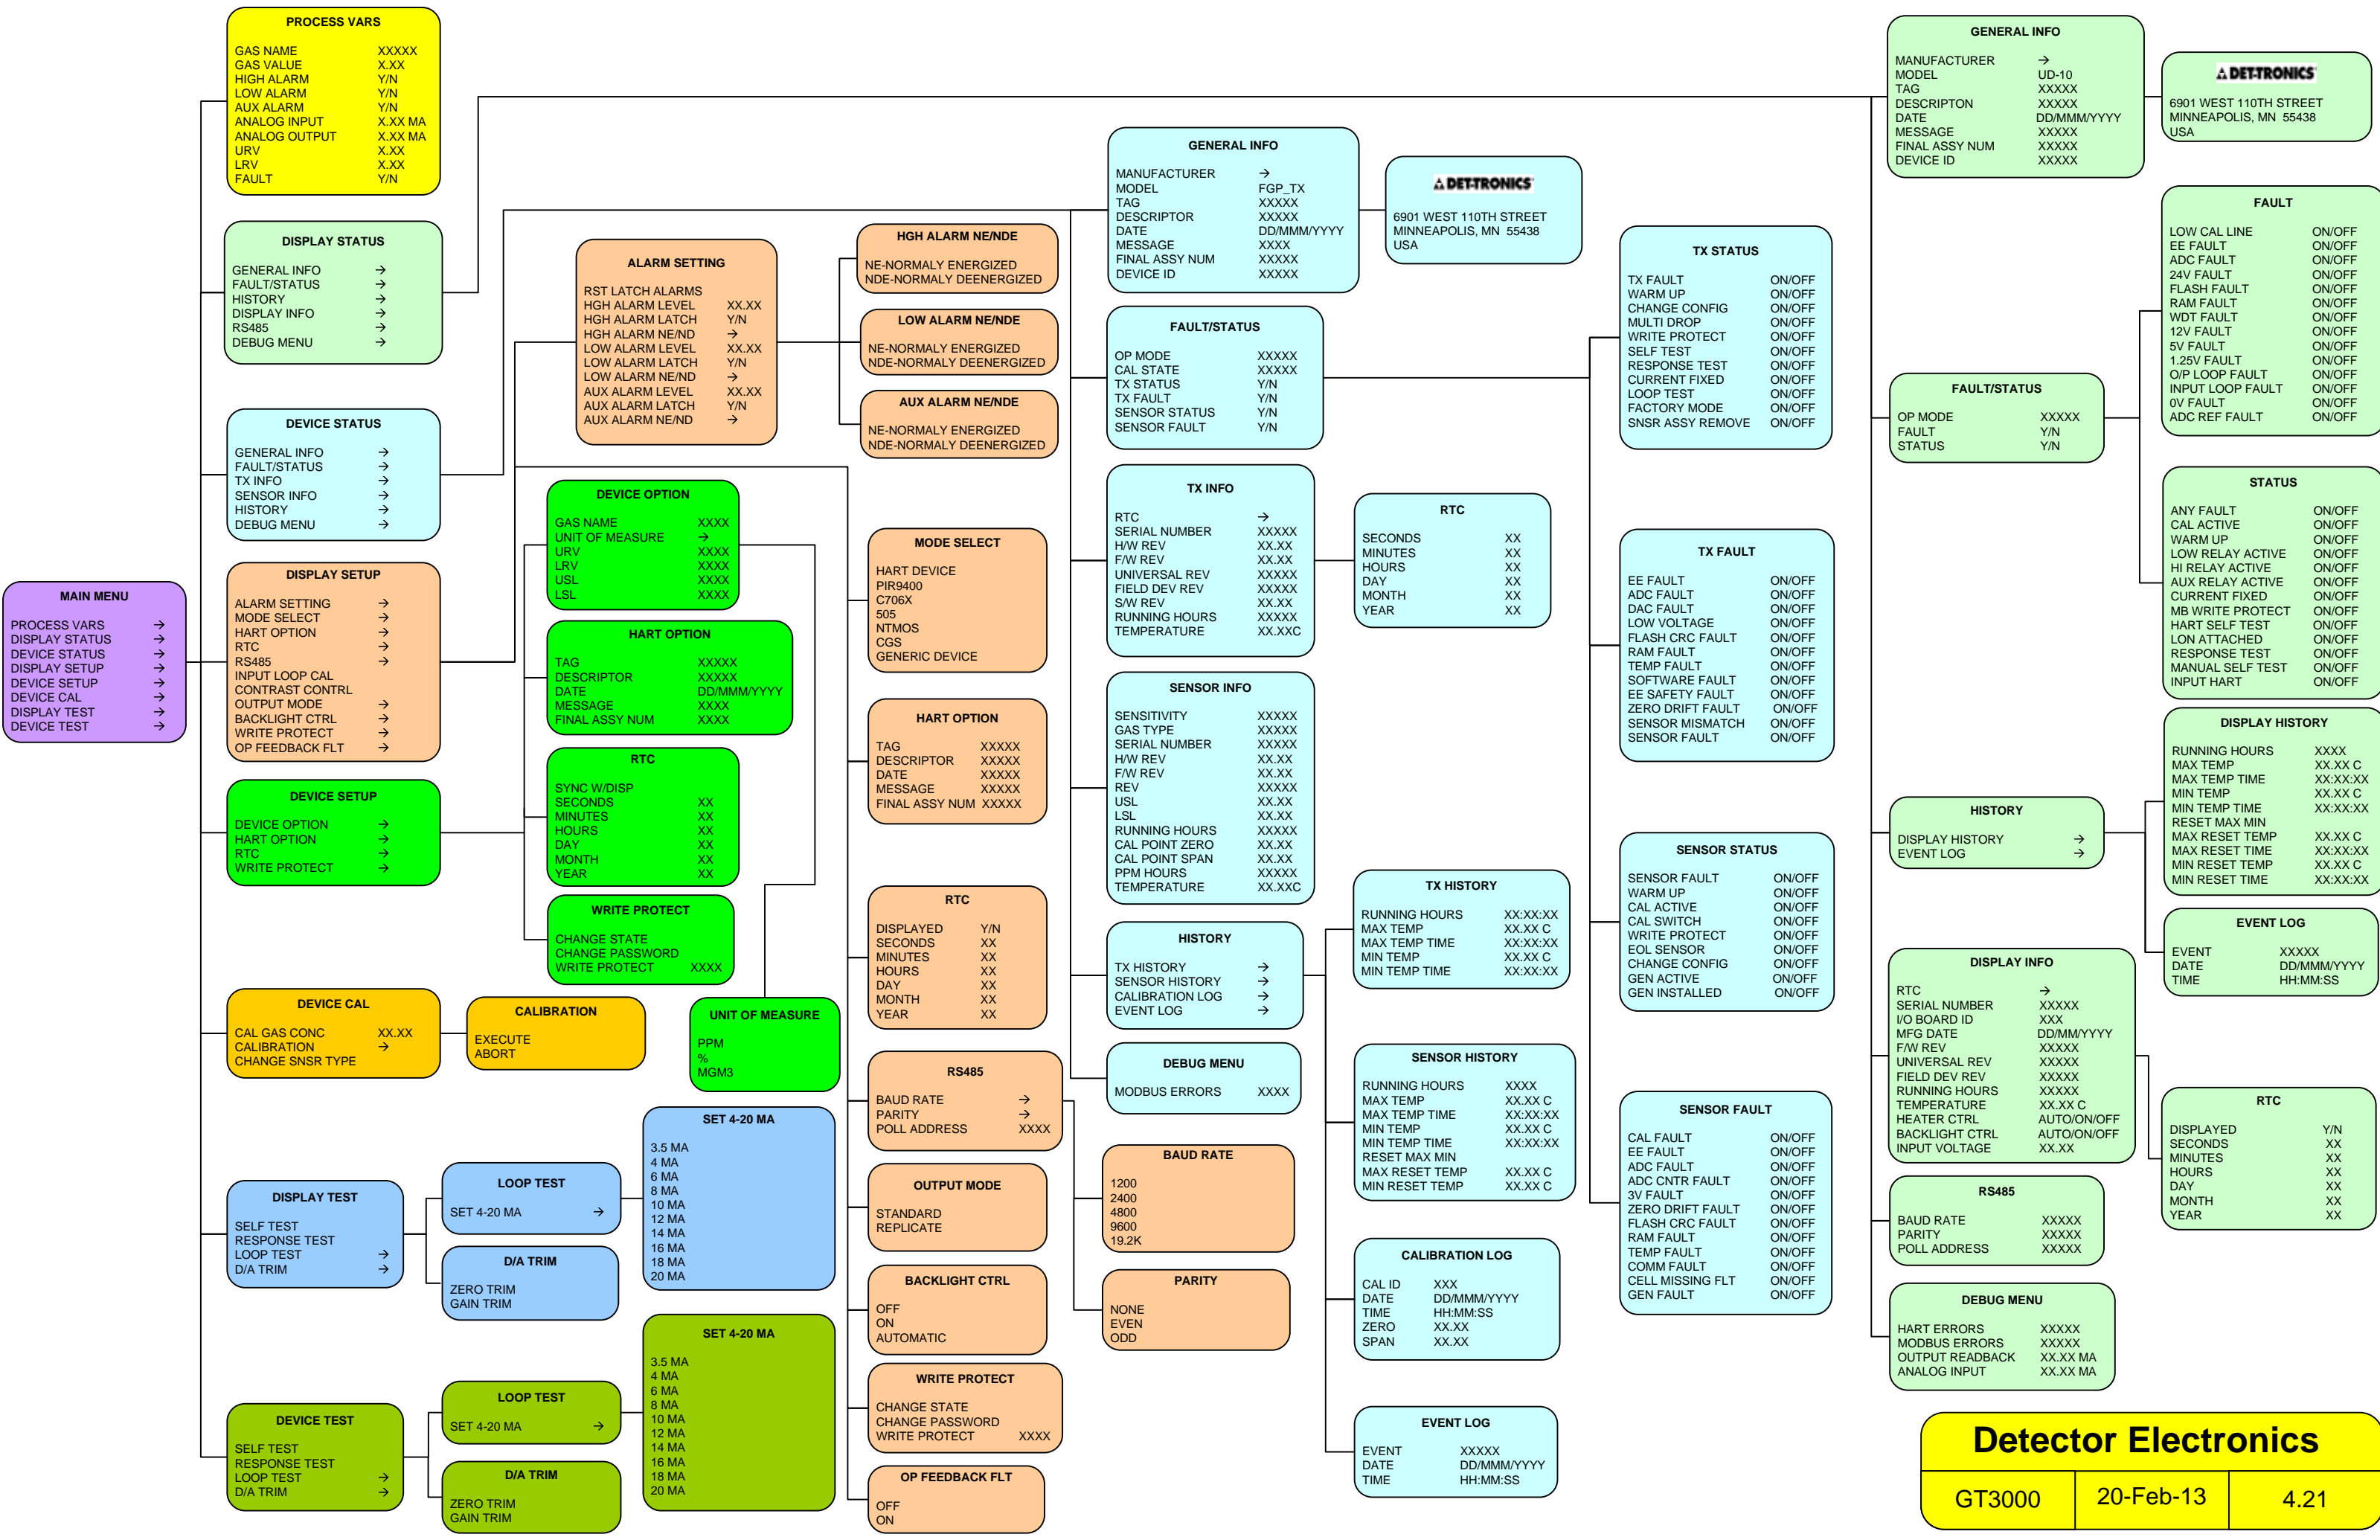 MAIN MENU
PROCESS VARS →
DISPLAY STATUS →
DEVICE STATUS →
DISPLAY SETUP →
DEVICE SETUP →
DEVICE CAL →
DISPLAY TEST →
DEVICE TEST →
PROCESS VARS
GAS NAME XXXXX
GAS VALUE X.XX
HIGH ALARM Y/N
LOW ALARM Y/N
AUX ALARM Y/N
ANALOG INPUT X.XX MA
ANALOG OUTPUT X.XX MA
URV X.XX
LRV X.XX
FAULT Y/N
DISPLAY STATUS
GENERAL INFO →
FAULT/STATUS →
HISTORY →
DISPLAY INFO →
RS485 →
DEBUG MENU →
DEVICE STATUS
GENERAL INFO →
FAULT/STATUS →
TX INFO →
SENSOR INFO →
HISTORY →
DEBUG MENU →
DISPLAY SETUP
ALARM SETTING →
MODE SELECT →
HART OPTION →
RTC →
RS485 →
INPUT LOOP CAL
CONTRAST CONTRL
OUTPUT MODE →
BACKLIGHT CTRL →
WRITE PROTECT →
OP FEEDBACK FLT →
DEVICE SETUP
DEVICE OPTION →
HART OPTION →
RTC →
WRITE PROTECT →
DEVICE CAL
CAL GAS CONC XX.XX
CALIBRATION →
CHANGE SNSR TYPE
CALIBRATION
EXECUTE
ABORT
DISPLAY TEST
SELF TEST
RESPONSE TEST
LOOP TEST →
D/A TRIM →
LOOP TEST
SET 4-20 MA →
D/A TRIM
ZERO TRIM
GAIN TRIM
SET 4-20 MA
3.5 MA
4 MA
6 MA
8 MA
10 MA
12 MA
14 MA
16 MA
18 MA
20 MA
DEVICE TEST
SELF TEST
RESPONSE TEST
LOOP TEST →
D/A TRIM →
LOOP TEST
SET 4-20 MA →
D/A TRIM
ZERO TRIM
GAIN TRIM
SET 4-20 MA
3.5 MA
4 MA
6 MA
8 MA
10 MA
12 MA
14 MA
16 MA
18 MA
20 MA
ALARM SETTING
RST LATCH ALARMS
HGH ALARM LEVEL XX.XX
HGH ALARM LATCH Y/N
HGH ALARM NE/ND →
LOW ALARM LEVEL XX.XX
LOW ALARM LATCH Y/N
LOW ALARM NE/ND →
AUX ALARM LEVEL XX.XX
AUX ALARM LATCH Y/N
AUX ALARM NE/ND →
HGH ALARM NE/NDE
NE-NORMALY ENERGIZED
NDE-NORMALY DEENERGIZED
LOW ALARM NE/NDE
NE-NORMALY ENERGIZED
NDE-NORMALY DEENERGIZED
AUX ALARM NE/NDE
NE-NORMALY ENERGIZED
NDE-NORMALY DEENERGIZED
DEVICE OPTION
GAS NAME XXXX
UNIT OF MEASURE →
URV XXXX
LRV XXXX
USL XXXX
LSL XXXX
HART OPTION
TAG XXXXX
DESCRIPTOR XXXXX
DATE DD/MMM/YYYY
MESSAGE XXXX
FINAL ASSY NUM XXXX
RTC
SYNC W/DISP
SECONDS XX
MINUTES XX
HOURS XX
DAY XX
MONTH XX
YEAR XX
WRITE PROTECT
CHANGE STATE
CHANGE PASSWORD
WRITE PROTECT XXXX
UNIT OF MEASURE
PPM
%
MGM3
MODE SELECT
HART DEVICE
PIR9400
C706X
505
NTMOS
CGS
GENERIC DEVICE
HART OPTION
TAG XXXXX
DESCRIPTOR XXXXX
DATE XXXXX
MESSAGE XXXXX
FINAL ASSY NUM XXXXX
RTC
DISPLAYED Y/N
SECONDS XX
MINUTES XX
HOURS XX
DAY XX
MONTH XX
YEAR XX
RS485
BAUD RATE →
PARITY →
POLL ADDRESS XXXX
BAUD RATE
1200
2400
4800
9600
19.2K
PARITY
NONE
EVEN
ODD
OUTPUT MODE
STANDARD
REPLICATE
BACKLIGHT CTRL
OFF
ON
AUTOMATIC
WRITE PROTECT
CHANGE STATE
CHANGE PASSWORD
WRITE PROTECT XXXX
OP FEEDBACK FLT
OFF
ON
GENERAL INFO
MANUFACTURER →
MODEL FGP_TX
TAG XXXXX
DESCRIPTOR XXXXX
DATE DD/MMM/YYYY
MESSAGE XXXX
FINAL ASSY NUM XXXXX
DEVICE ID XXXXX
DET-TRONICS
6901 WEST 110TH STREET
MINNEAPOLIS, MN 55438
USA
FAULT/STATUS
OP MODE XXXXX
CAL STATE XXXXX
TX STATUS Y/N
TX FAULT Y/N
SENSOR STATUS Y/N
SENSOR FAULT Y/N
TX INFO
RTC →
SERIAL NUMBER XXXXX
H/W REV XX.XX
F/W REV XX.XX
UNIVERSAL REV XXXXX
FIELD DEV REV XXXXX
S/W REV XX.XX
RUNNING HOURS XXXXX
TEMPERATURE XX.XXC
RTC
SECONDS XX
MINUTES XX
HOURS XX
DAY XX
MONTH XX
YEAR XX
SENSOR INFO
SENSITIVITY XXXXX
GAS TYPE XXXXX
SERIAL NUMBER XXXXX
H/W REV XX.XX
F/W REV XX.XX
REV XXXXX
USL XX.XX
LSL XX.XX
RUNNING HOURS XXXXX
CAL POINT ZERO XX.XX
CAL POINT SPAN XX.XX
PPM HOURS XXXXX
TEMPERATURE XX.XXC
HISTORY
TX HISTORY →
SENSOR HISTORY →
CALIBRATION LOG →
EVENT LOG →
DEBUG MENU
MODBUS ERRORS XXXX
TX HISTORY
RUNNING HOURS XX:XX:XX
MAX TEMP XX.XX C
MAX TEMP TIME XX:XX:XX
MIN TEMP XX.XX C
MIN TEMP TIME XX:XX:XX
SENSOR HISTORY
RUNNING HOURS XXXX
MAX TEMP XX.XX C
MAX TEMP TIME XX:XX:XX
MIN TEMP XX.XX C
MIN TEMP TIME XX:XX:XX
RESET MAX MIN
MAX RESET TEMP XX.XX C
MIN RESET TEMP XX.XX C
CALIBRATION LOG
CAL ID XXX
DATE DD/MMM/YYYY
TIME HH:MM:SS
ZERO XX.XX
SPAN XX.XX
EVENT LOG
EVENT XXXXX
DATE DD/MMM/YYYY
TIME HH:MM:SS
TX STATUS
TX FAULT ON/OFF
WARM UP ON/OFF
CHANGE CONFIG ON/OFF
MULTI DROP ON/OFF
WRITE PROTECT ON/OFF
SELF TEST ON/OFF
RESPONSE TEST ON/OFF
CURRENT FIXED ON/OFF
LOOP TEST ON/OFF
FACTORY MODE ON/OFF
SNSR ASSY REMOVE ON/OFF
TX FAULT
EE FAULT ON/OFF
ADC FAULT ON/OFF
DAC FAULT ON/OFF
LOW VOLTAGE ON/OFF
FLASH CRC FAULT ON/OFF
RAM FAULT ON/OFF
TEMP FAULT ON/OFF
SOFTWARE FAULT ON/OFF
EE SAFETY FAULT ON/OFF
ZERO DRIFT FAULT ON/OFF
SENSOR MISMATCH ON/OFF
SENSOR FAULT ON/OFF
SENSOR STATUS
SENSOR FAULT ON/OFF
WARM UP ON/OFF
CAL ACTIVE ON/OFF
CAL SWITCH ON/OFF
WRITE PROTECT ON/OFF
EOL SENSOR ON/OFF
CHANGE CONFIG ON/OFF
GEN ACTIVE ON/OFF
GEN INSTALLED ON/OFF
SENSOR FAULT
CAL FAULT ON/OFF
EE FAULT ON/OFF
ADC FAULT ON/OFF
ADC CNTR FAULT ON/OFF
3V FAULT ON/OFF
ZERO DRIFT FAULT ON/OFF
FLASH CRC FAULT ON/OFF
RAM FAULT ON/OFF
TEMP FAULT ON/OFF
COMM FAULT ON/OFF
CELL MISSING FLT ON/OFF
GEN FAULT ON/OFF
GENERAL INFO
MANUFACTURER →
MODEL UD-10
TAG XXXXX
DESCRIPTON XXXXX
DATE DD/MMM/YYYY
MESSAGE XXXXX
FINAL ASSY NUM XXXXX
DEVICE ID XXXXX
DET-TRONICS
6901 WEST 110TH STREET
MINNEAPOLIS, MN 55438
USA
FAULT/STATUS
OP MODE XXXXX
FAULT Y/N
STATUS Y/N
FAULT
LOW CAL LINE ON/OFF
EE FAULT ON/OFF
ADC FAULT ON/OFF
24V FAULT ON/OFF
FLASH FAULT ON/OFF
RAM FAULT ON/OFF
WDT FAULT ON/OFF
12V FAULT ON/OFF
5V FAULT ON/OFF
1.25V FAULT ON/OFF
O/P LOOP FAULT ON/OFF
INPUT LOOP FAULT ON/OFF
0V FAULT ON/OFF
ADC REF FAULT ON/OFF
STATUS
ANY FAULT ON/OFF
CAL ACTIVE ON/OFF
WARM UP ON/OFF
LOW RELAY ACTIVE ON/OFF
HI RELAY ACTIVE ON/OFF
AUX RELAY ACTIVE ON/OFF
CURRENT FIXED ON/OFF
MB WRITE PROTECT ON/OFF
HART SELF TEST ON/OFF
LON ATTACHED ON/OFF
RESPONSE TEST ON/OFF
MANUAL SELF TEST ON/OFF
INPUT HART ON/OFF
HISTORY
DISPLAY HISTORY →
EVENT LOG →
DISPLAY HISTORY
RUNNING HOURS XXXX
MAX TEMP XX.XX C
MAX TEMP TIME XX:XX:XX
MIN TEMP XX.XX C
MIN TEMP TIME XX:XX:XX
RESET MAX MIN
MAX RESET TEMP XX.XX C
MAX RESET TIME XX:XX:XX
MIN RESET TEMP XX.XX C
MIN RESET TIME XX:XX:XX
EVENT LOG
EVENT XXXXX
DATE DD/MMM/YYYY
TIME HH:MM:SS
DISPLAY INFO
RTC →
SERIAL NUMBER XXXXX
I/O BOARD ID XXX
MFG DATE DD/MM/YYYY
F/W REV XXXXX
UNIVERSAL REV XXXXX
FIELD DEV REV XXXXX
RUNNING HOURS XXXXX
TEMPERATURE XX.XX C
HEATER CTRL AUTO/ON/OFF
BACKLIGHT CTRL AUTO/ON/OFF
INPUT VOLTAGE XX.XX
RTC
DISPLAYED Y/N
SECONDS XX
MINUTES XX
HOURS XX
DAY XX
MONTH XX
YEAR XX
RS485
BAUD RATE XXXXX
PARITY XXXXX
POLL ADDRESS XXXXX
DEBUG MENU
HART ERRORS XXXXX
MODBUS ERRORS XXXXX
OUTPUT READBACK XX.XX MA
ANALOG INPUT XX.XX MA
Detector Electronics
GT3000 20-Feb-13 4.21